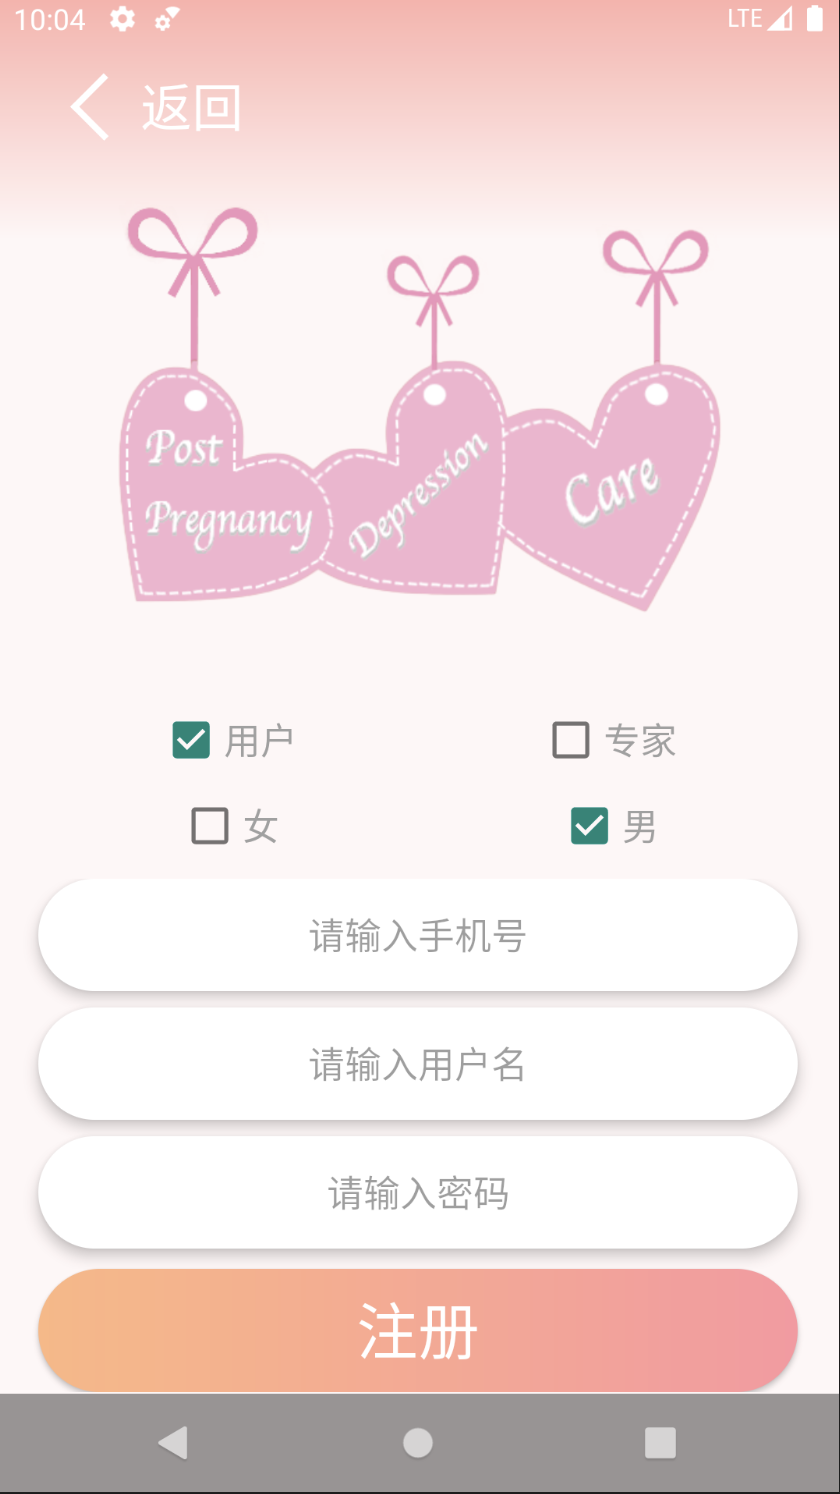 10:04 LTE
返回
Post
Pregnancy
Depression
Care
用户 专家
女 男
请输入手机号
请输入用户名
请输入密码
注册